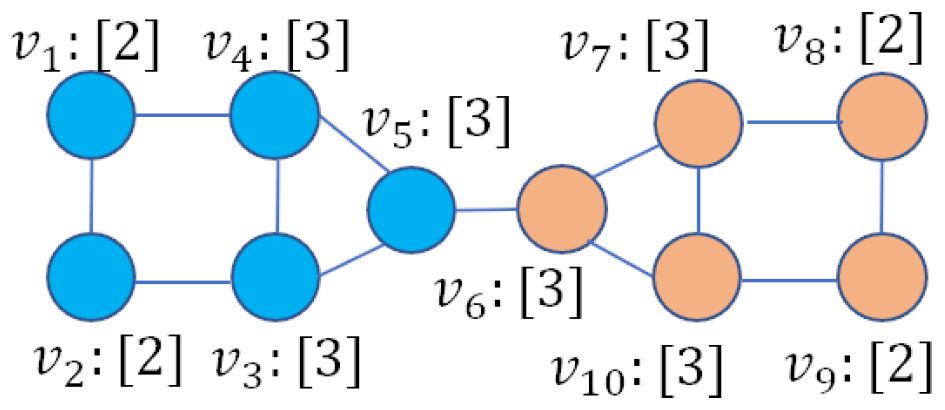 v₁: [2] v₄: [3] v₇: [3] v₈: [2]
v₅: [3]
v₆: [3]
v₂: [2] v₃: [3] v₁₀: [3] v₉: [2]